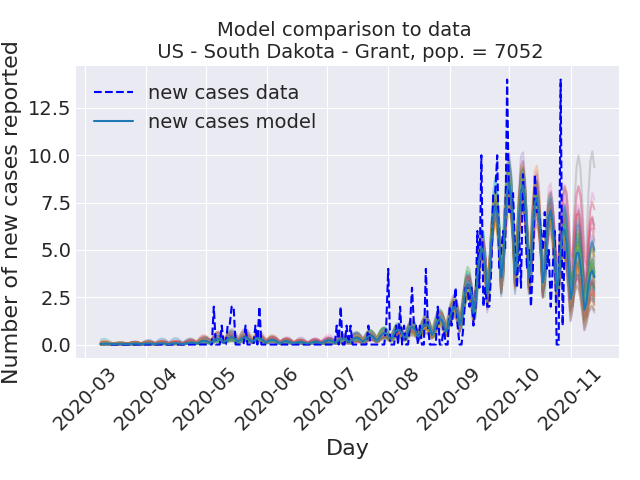 Model comparison to data
US - South Dakota - Grant, pop. = 7052
Number of new cases reported
12.5
10.0
7.5
5.0
2.5
0.0
new cases data
new cases model
2020-03
2020-04
2020-05
2020-06
2020-07
2020-08
2020-09
2020-10
2020-11
Day